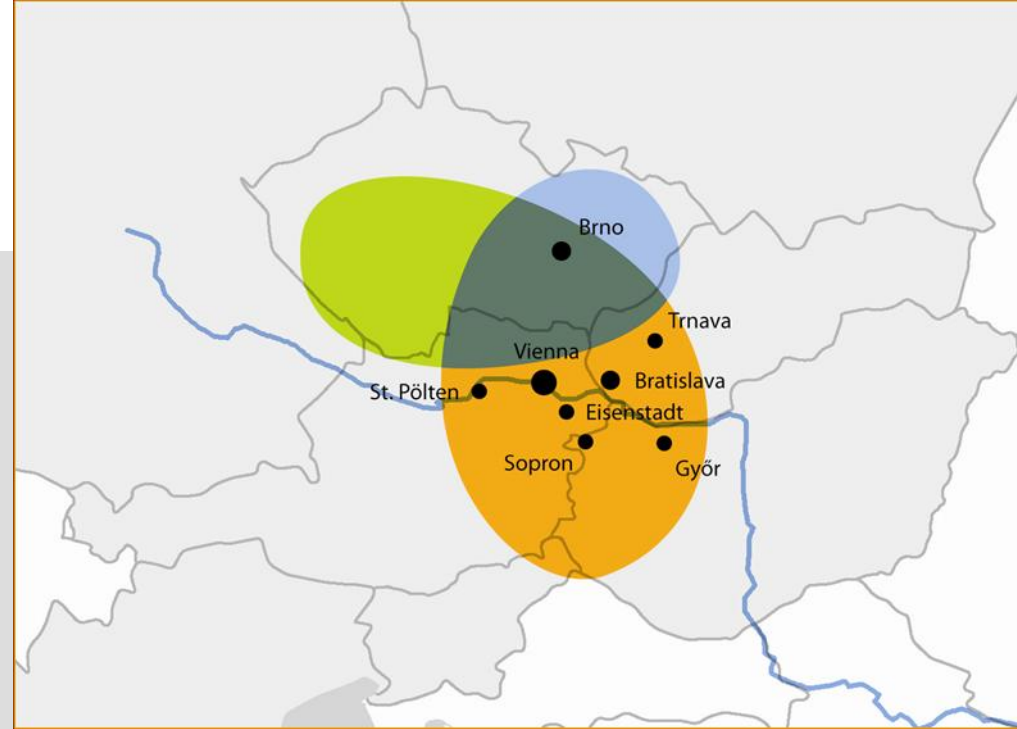 Brno
Trnava
Vienna
Bratislava
St. Pölten
Eisenstadt
Sopron
Győr